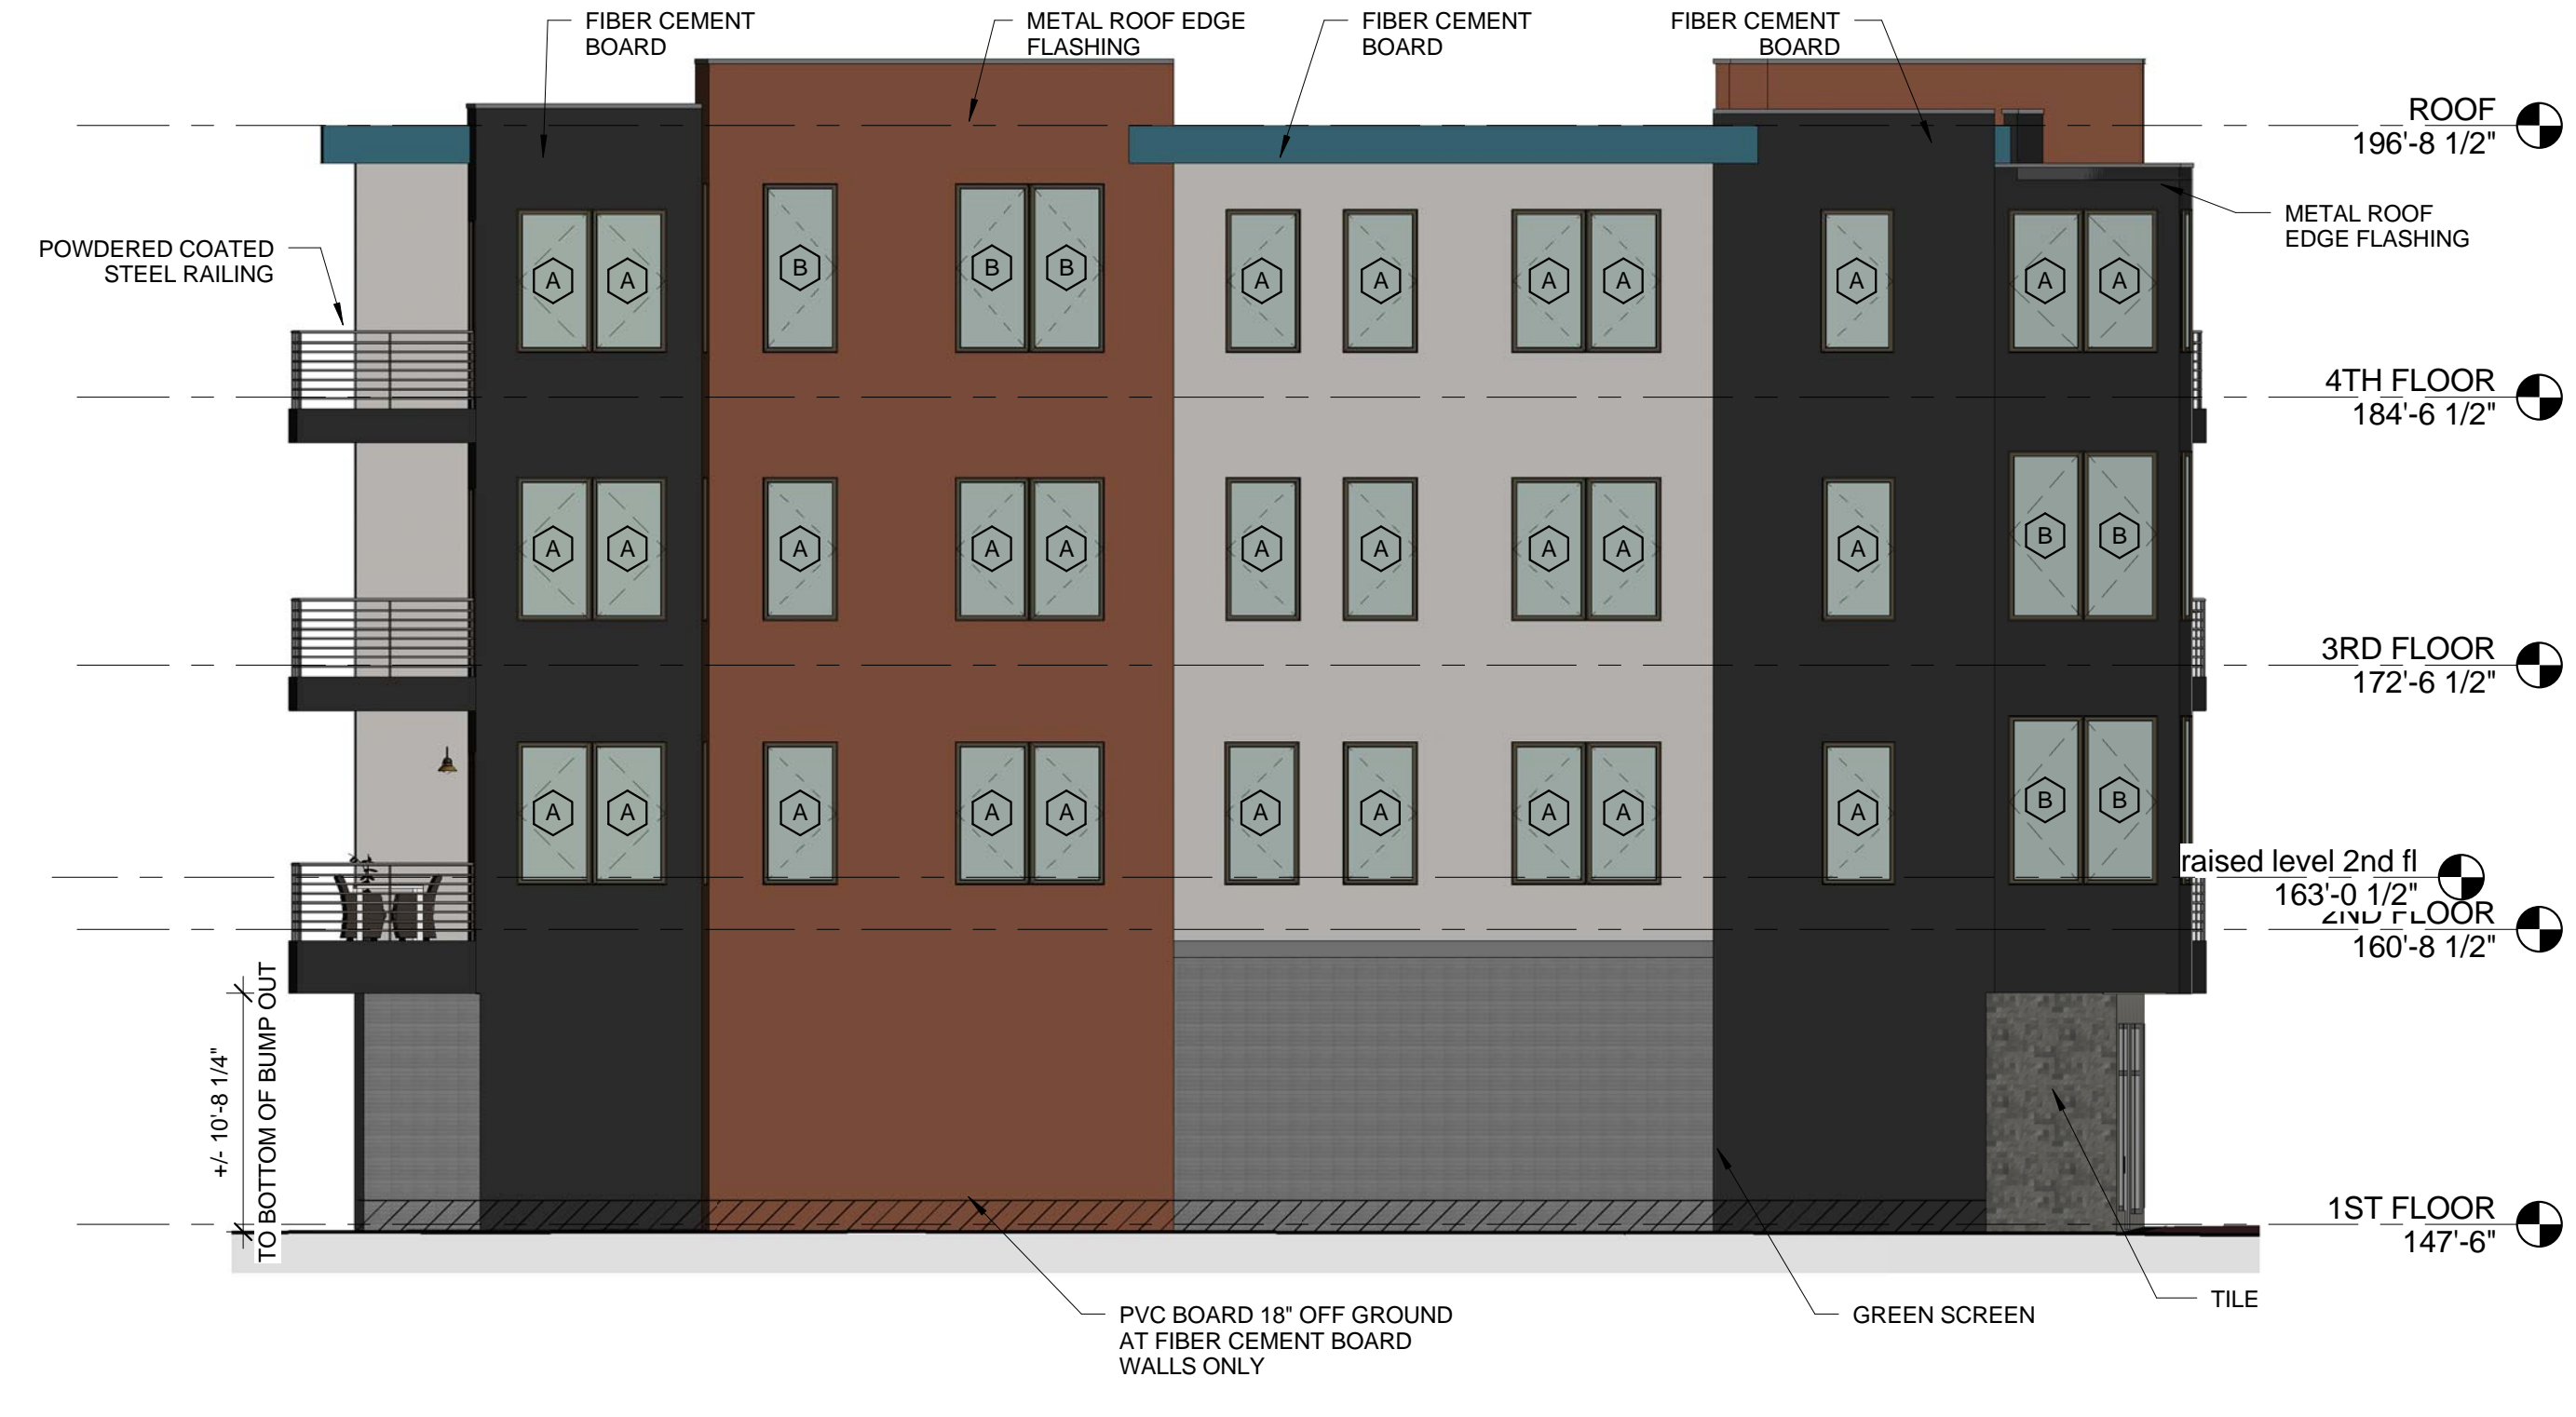 FIBER CEMENT
BOARD
METAL ROOF EDGE
FLASHING
FIBER CEMENT
BOARD
FIBER CEMENT
BOARD
ROOF
196'-8 1/2"
METAL ROOF
EDGE FLASHING
POWDERED COATED
STEEL RAILING
A
A
B
B
B
A
A
A
A
A
A
A
4TH FLOOR
184'-6 1/2"
A
A
A
A
A
A
A
A
A
A
B
B
3RD FLOOR
172'-6 1/2"
A
A
A
A
A
A
A
A
A
A
B
B
raised level 2nd fl
163'-0 1/2"
2ND FLOOR
160'-8 1/2"
+/- 10'-8 1/4"
TO BOTTOM OF BUMP OUT
1ST FLOOR
147'-6"
PVC BOARD 18" OFF GROUND
AT FIBER CEMENT BOARD
WALLS ONLY
GREEN SCREEN
TILE